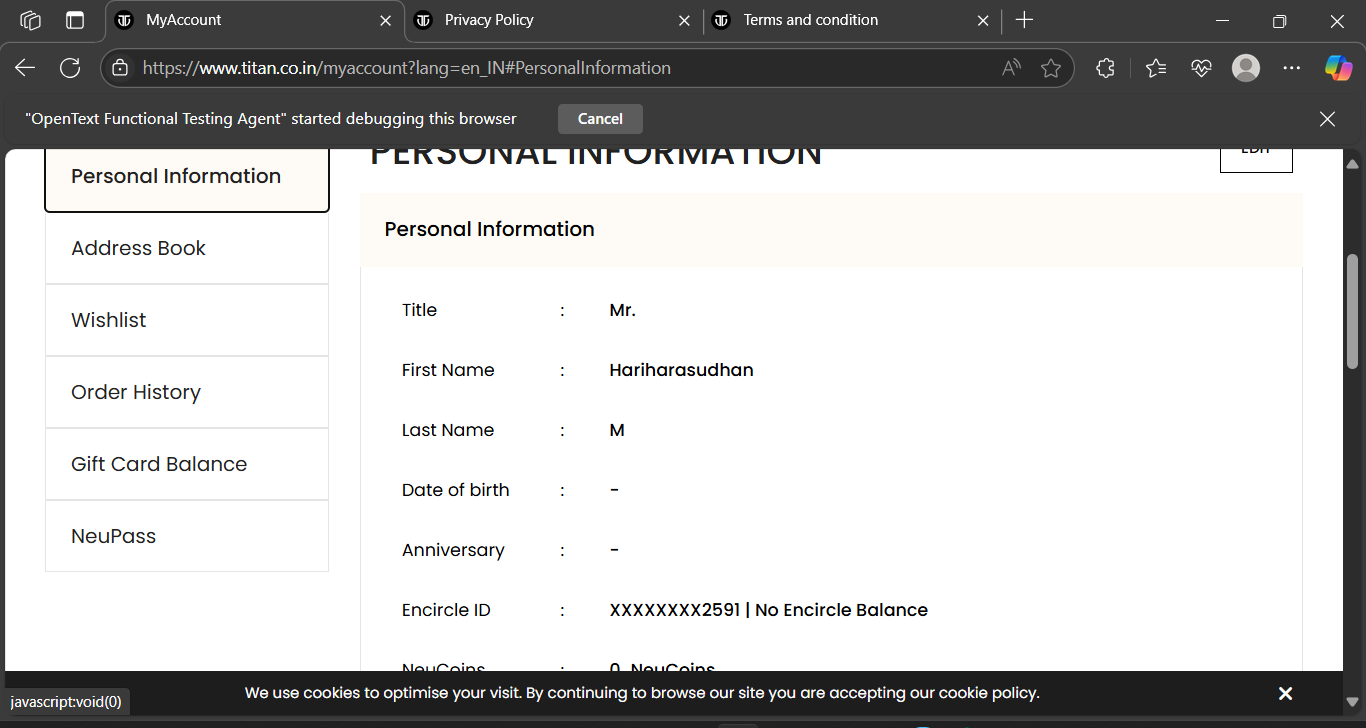 MyAccount
Privacy Policy
Terms and condition
https://www.titan.co.in/myaccount?lang=en_IN#PersonalInformation
"OpenText Functional Testing Agent" started debugging this browser
Cancel
PERSONAL INFORMATION
EDIT
Personal Information
Address Book
Wishlist
Order History
Gift Card Balance
NeuPass
Personal Information
Title : Mr.
First Name : Hariharasudhan
Last Name : M
Date of birth : -
Anniversary : -
Encircle ID : XXXXXXXX2591 | No Encircle Balance
NeuCoins : 0 NeuCoins
We use cookies to optimise your visit. By continuing to browse our site you are accepting our cookie policy.
javascript:void(0)